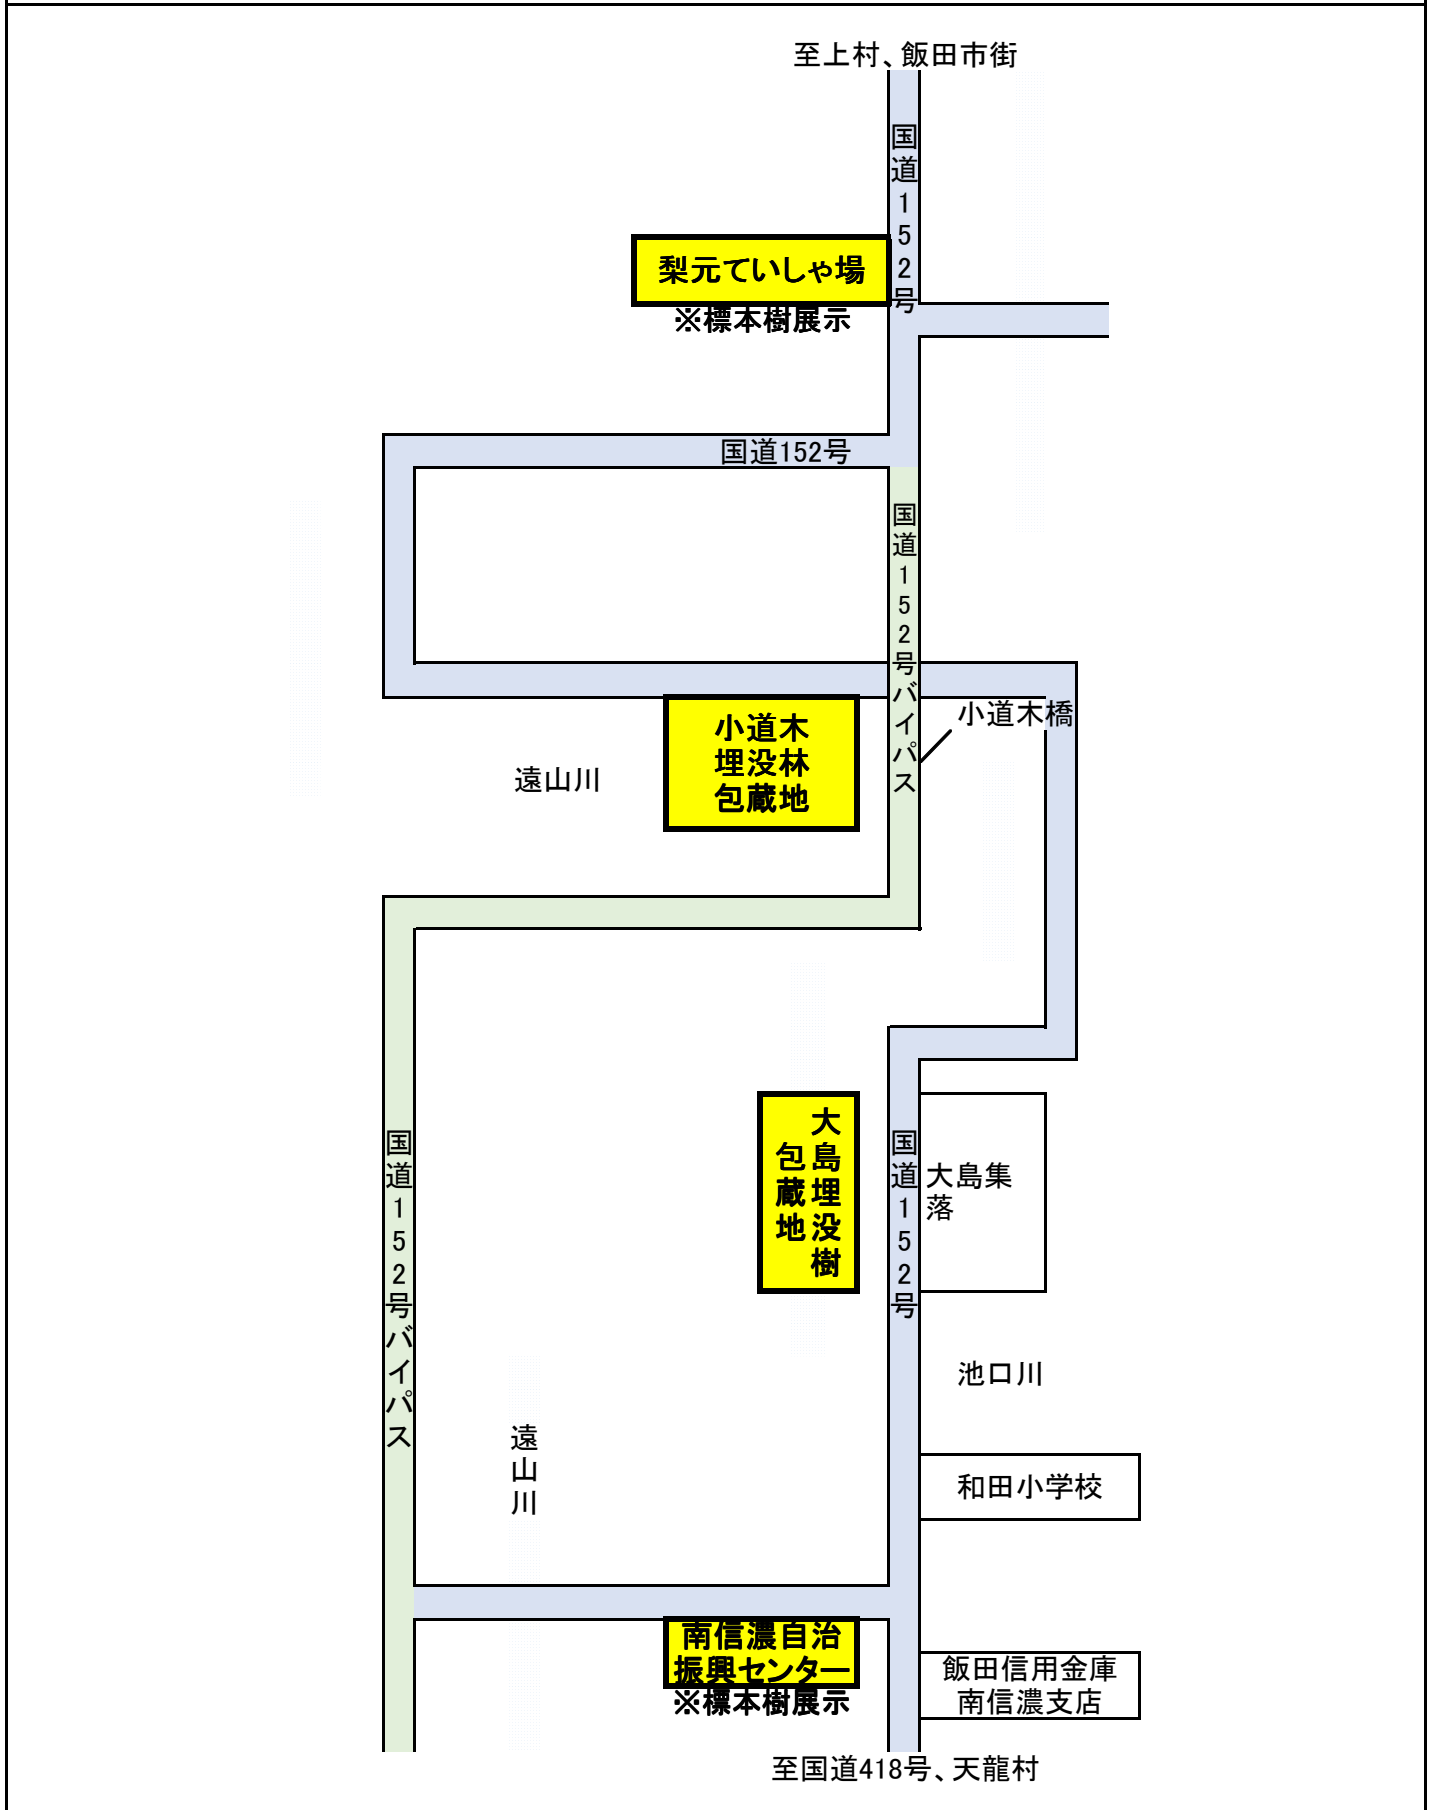 至上村、飯田市街
国道152号
梨元ていしゃ場
※標本樹展示
国道152号
国道152号バイパス
小道木橋
小道木
埋没林
包蔵地
遠山川
大島埋没樹
包蔵地
国道152号
大島集
落
国道152号バイパス
池口川
遠山川
和田小学校
南信濃自治
振興センター
※標本樹展示
飯田信用金庫
南信濃支店
至国道418号、天龍村